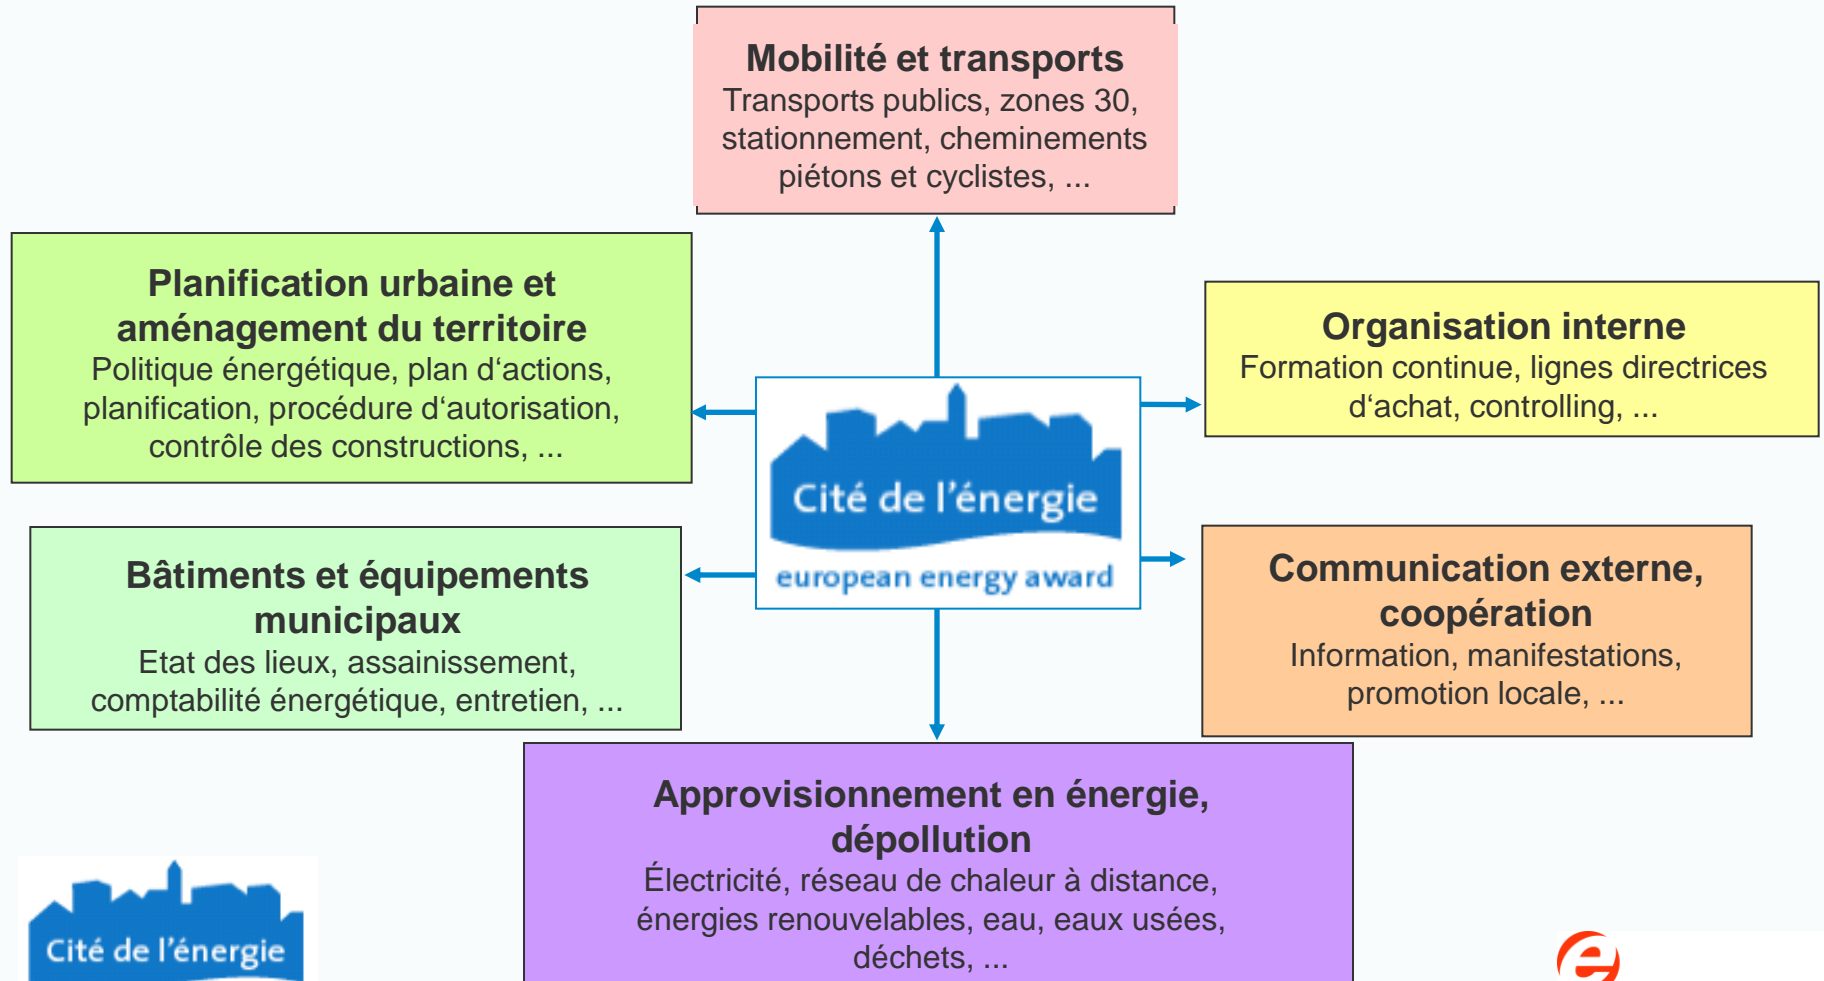 Mobilité et transports
Transports publics, zones 30,
stationnement, cheminements
piétons et cyclistes, ...
Planification urbaine et
aménagement du territoire
Politique énergétique, plan d‘actions,
planification, procédure d‘autorisation,
contrôle des constructions, ...
Organisation interne
Formation continue, lignes directrices
d‘achat, controlling, ...
Cité de l'énergie
european energy award
Bâtiments et équipements
municipaux
Etat des lieux, assainissement,
comptabilité énergétique, entretien, ...
Communication externe,
coopération
Information, manifestations,
promotion locale, ...
Approvisionnement en énergie,
dépollution
Électricité, réseau de chaleur à distance,
énergies renouvelables, eau, eaux usées,
déchets, ...
Cité de l'énergie
e